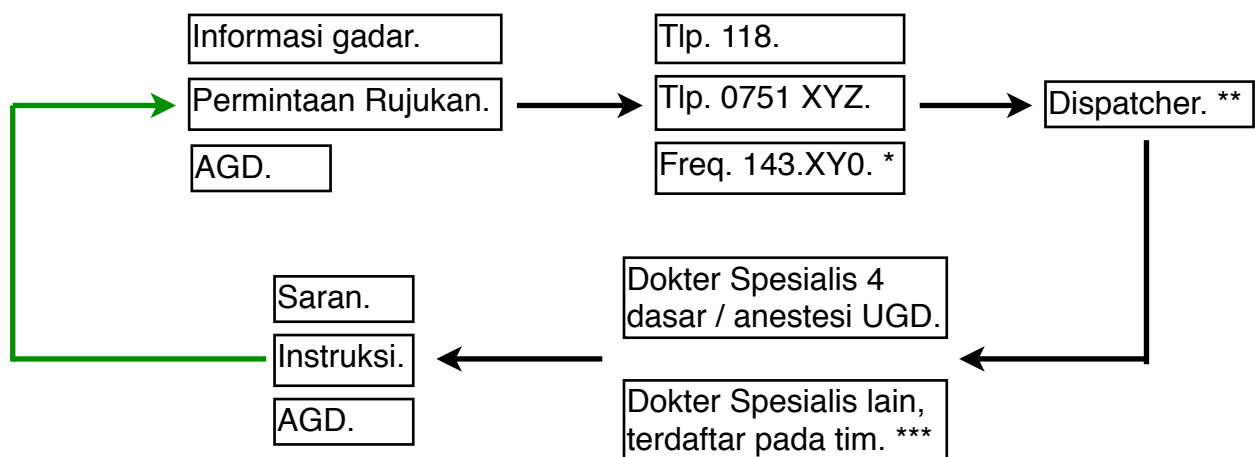 Informasi gadar.
Permintaan Rujukan.
AGD.
Tlp. 118.
Tlp. 0751 XYZ.
Freq. 143.XY0. *
Dispatcher. **
Dokter Spesialis 4
dasar / anestesi UGD.
Dokter Spesialis lain,
terdaftar pada tim. ***
Saran.
Instruksi.
AGD.